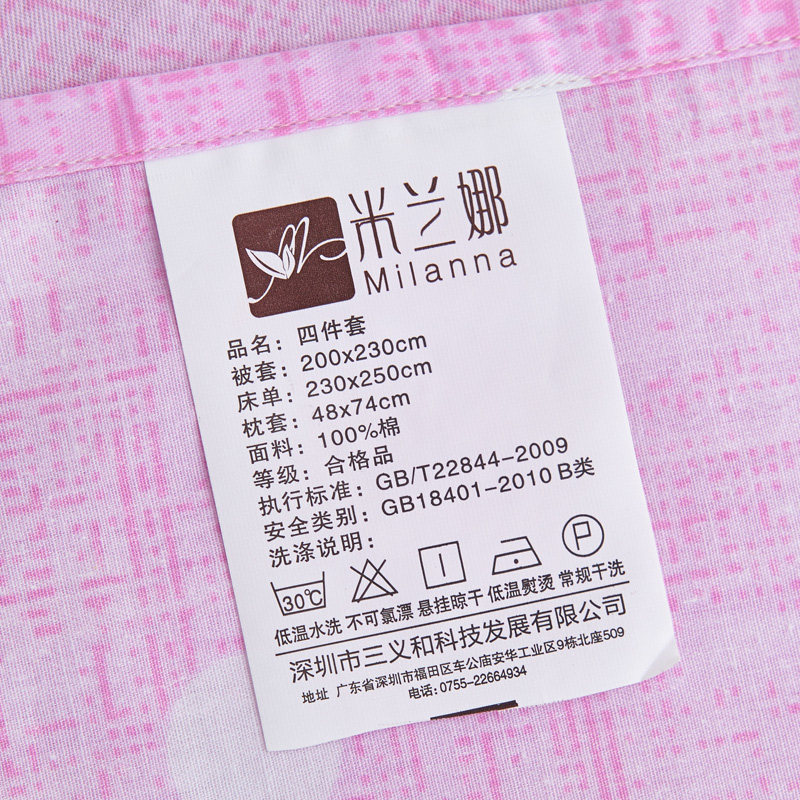 米兰娜
Milanna
品名：四件套
被套：200x230cm
床单：230x250cm
枕套：48x74cm
面料：100%棉
等级：合格品
执行标准：GB/T22844-2009
安全类别：GB18401-2010 B类
洗涤说明：
30℃
P
低温水洗 不可氯漂 悬挂晾干 低温熨烫 常规干洗
深圳市三义和科技发展有限公司
地址 广东省深圳市福田区车公庙安华工业区9栋北座509
电话：0755-22664934